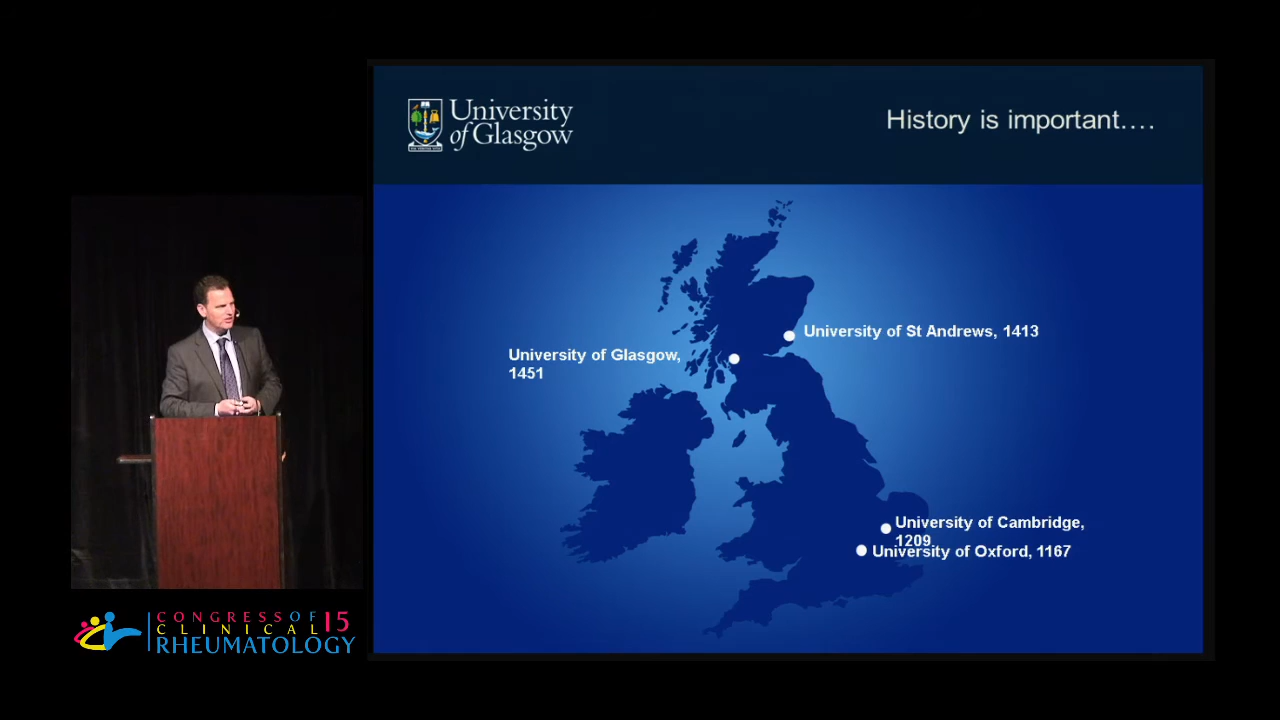 University
of Glasgow
History is important....
University of St Andrews, 1413
University of Glasgow,
1451
University of Cambridge,
1209
University of Oxford, 1167
CONGRESS OF
CLINICAL 15
RHEUMATOLOGY